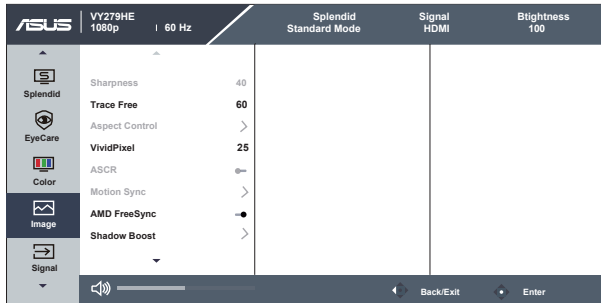 ASUS
VY279HE
1080p | 60 Hz
Splendid
Standard Mode
Signal
HDMI
Btightness
100
Splendid
EyeCare
Color
Image
Signal
Sharpness 40
Trace Free 60
Aspect Control
VividPixel 25
ASCR
Motion Sync
AMD FreeSync
Shadow Boost
Back/Exit
Enter